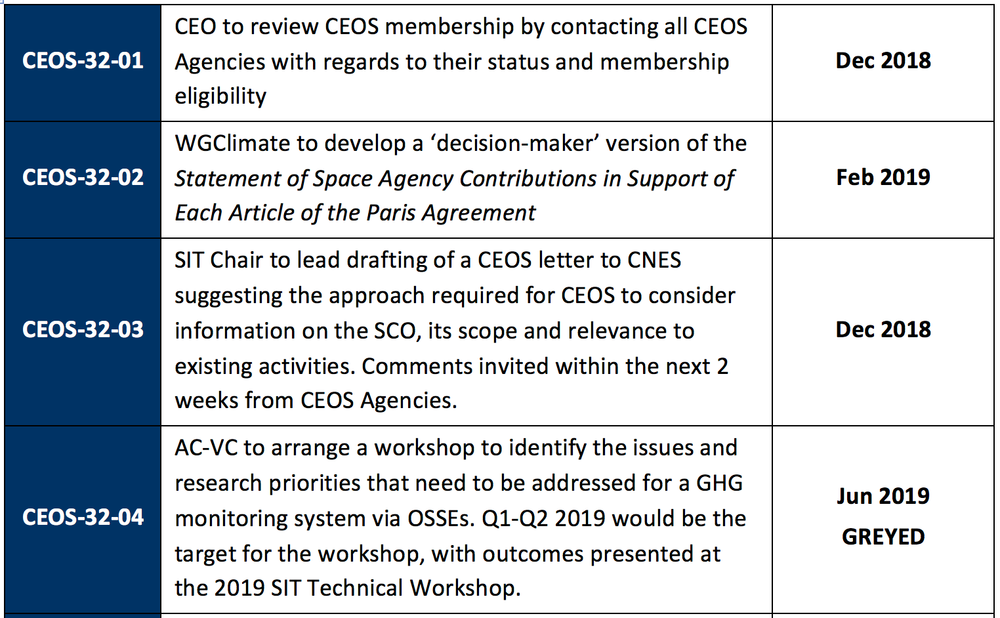 CEOS-32-01
CEO to review CEOS membership by contacting all CEOS
Agencies with regards to their status and membership
eligibility
Dec 2018
CEOS-32-02
WGClimate to develop a ‘decision-maker’ version of the
Statement of Space Agency Contributions in Support of
Each Article of the Paris Agreement
Feb 2019
CEOS-32-03
SIT Chair to lead drafting of a CEOS letter to CNES
suggesting the approach required for CEOS to consider
information on the SCO, its scope and relevance to
existing activities. Comments invited within the next 2
weeks from CEOS Agencies.
Dec 2018
CEOS-32-04
AC-VC to arrange a workshop to identify the issues and
research priorities that need to be addressed for a GHG
monitoring system via OSSEs. Q1-Q2 2019 would be the
target for the workshop, with outcomes presented at
the 2019 SIT Technical Workshop.
Jun 2019
GREYED